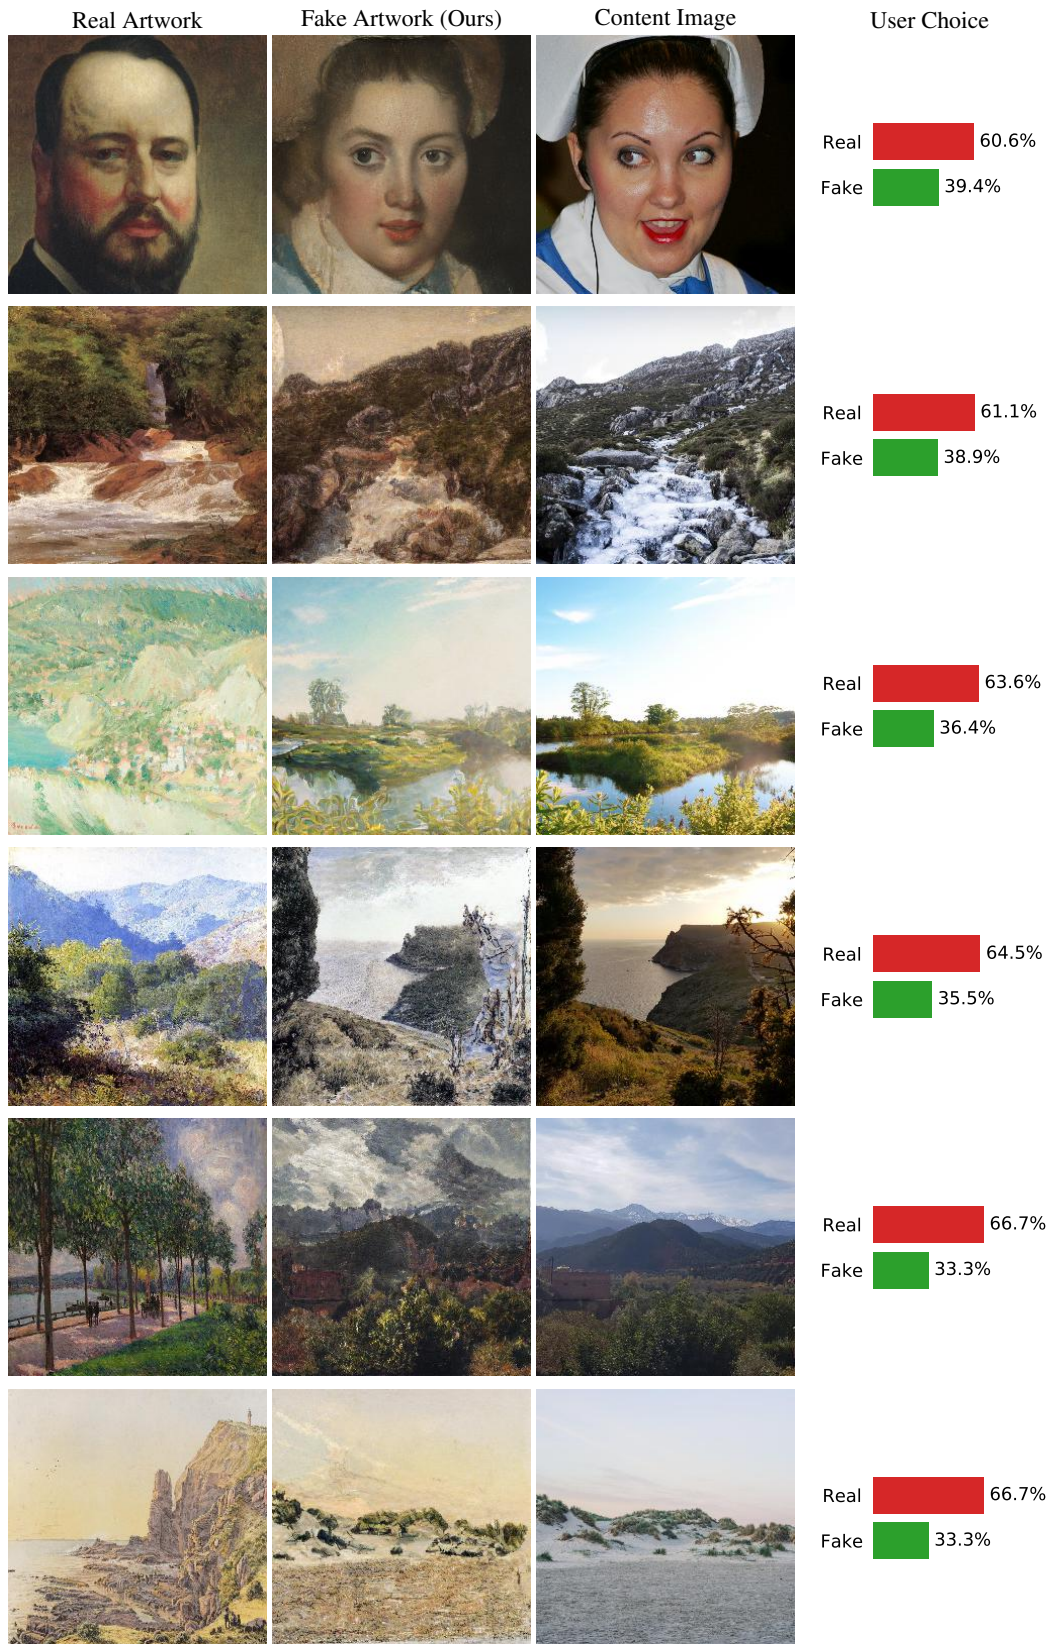 Real Artwork Fake Artwork (Ours) Content Image User Choice
Real 60.6%
Fake 39.4%
Real 61.1%
Fake 38.9%
Real 63.6%
Fake 36.4%
Real 64.5%
Fake 35.5%
Real 66.7%
Fake 33.3%
Real 66.7%
Fake 33.3%